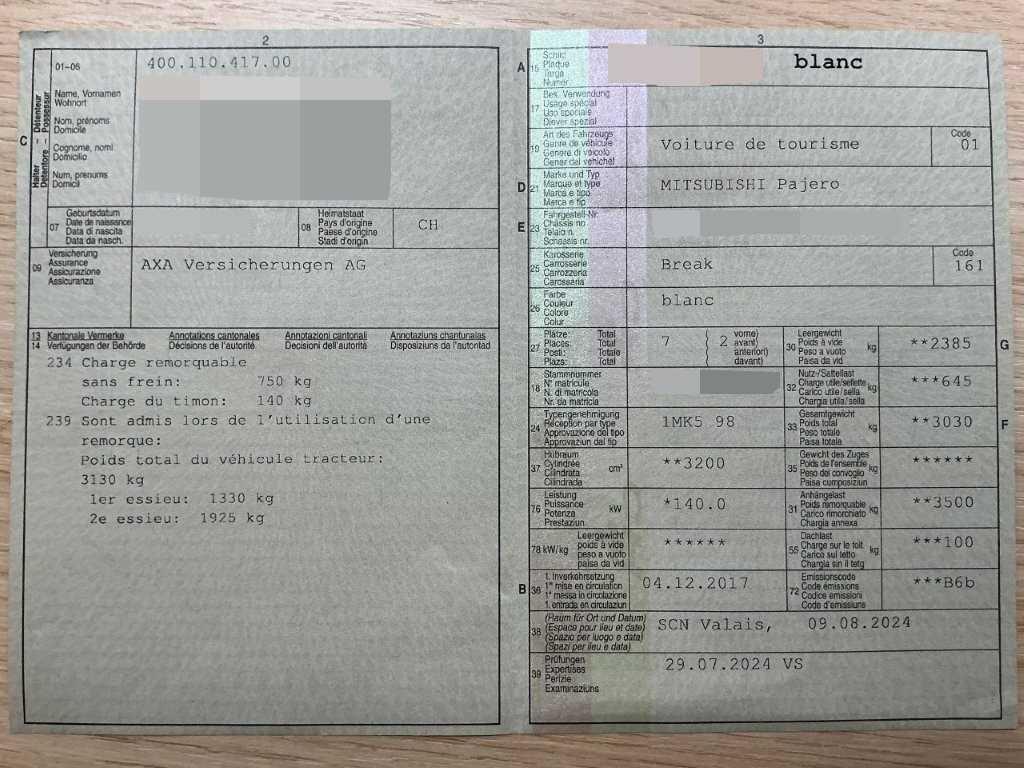 2
01-06
400.110.417.00
C
Halter – Détenteur
Detentore – Possessur
Name, Vornamen
Wohnort
Nom, prénoms
Domicile
Cognome, nomi
Domicilio
Num, prenums
Domicil
07
Geburtsdatum
Date de naissance
Data di nascita
Data da nasch.
08
Heimatstaat
Pays d'origine
Paese d'origine
Stadi d'origin
CH
09
Versicherung
Assurance
Assicurazione
Assicuranza
AXA Versicherungen AG
13 Kantonale Vermerke Annotations cantonales Annotazioni cantonali Annotaziuns chantunalas
14 Verfügungen der Behörde Décisions de l'autorité Decisioni dell'autorità Disposiziuns da l'autoritad
234 Charge remorquable
sans frein: 750 kg
Charge du timon: 140 kg
239 Sont admis lors de l'utilisation d'une
remorque:
Poids total du véhicule tracteur:
3130 kg
1er essieu: 1330 kg
2e essieu: 1925 kg
3
A
15
Schild
Plaque
Targa
Numer
blanc
17
Bes. Verwendung
Usage spécial
Uso speciale
Diever spezial
19
Art des Fahrzeugs
Genre de véhicule
Genere di veicolo
Gener dal vehichel
Voiture de tourisme
Code
01
D
21
Marke und Typ
Marque et type
Marca e tipo
Marca e tip
MITSUBISHI Pajero
E
23
Fahrgestell-Nr.
Châssis no
Telaio n.
Schassis nr.
25
Karosserie
Carrosserie
Carrozzeria
Carossaria
Break
Code
161
26
Farbe
Couleur
Colore
Colur
blanc
27
Plätze: Total
Places: Total
Posti: Totale
Plazs: Total
7
( 2
vorne)
avant)
anteriori)
davant)
30
Leergewicht
Poids à vide
Peso a vuoto
Paisa da vid
kg
**2385
G
18
Stammnummer
N° matricule
N. di matricola
Nr. da matricla
32
Nutz-/Sattellast
Charge utile/sellette
Carico utile/sella
Chargia utila/sella
kg
***645
24
Typengenehmigung
Réception par type
Approvazione del tipo
Approvaziun dal tip
1MK5 98
33
Gesamtgewicht
Poids total
Peso totale
Paisa totala
kg
**3030
F
37
Hubraum
Cylindrée
Cilindrata
Cilindrada
cm³
**3200
35
Gewicht des Zuges
Poids de l'ensemble
Peso del convoglio
Paisa cumposiziun
kg
******
76
Leistung
Puissance
Potenza
Prestaziun
kW
*140.0
31
Anhängelast
Poids remorquable
Carico rimorchiato
Chargia annexa
kg
**3500
78 kW/kg
Leergewicht
poids à vide
peso a vuoto
paisa da vid
******
55
Dachlast
Charge sur le toit
Carico sul tetto
Chargia sin il tetg
kg
***100
B
36
1. Inverkehrsetzung
1re mise en circulation
1a messa in circolazione
1. entrada en circulaziun
04.12.2017
72
Emissionscode
Code émissions
Codice emissioni
Code d'emissiuns
***B6b
38
(Raum für Ort und Datum)
(Espace pour lieu et date)
(Spazio per luogo e data)
(Spazi per lieu e data)
SCN Valais, 09.08.2024
39
Prüfungen
Expertises
Perizie
Examinaziuns
29.07.2024 VS